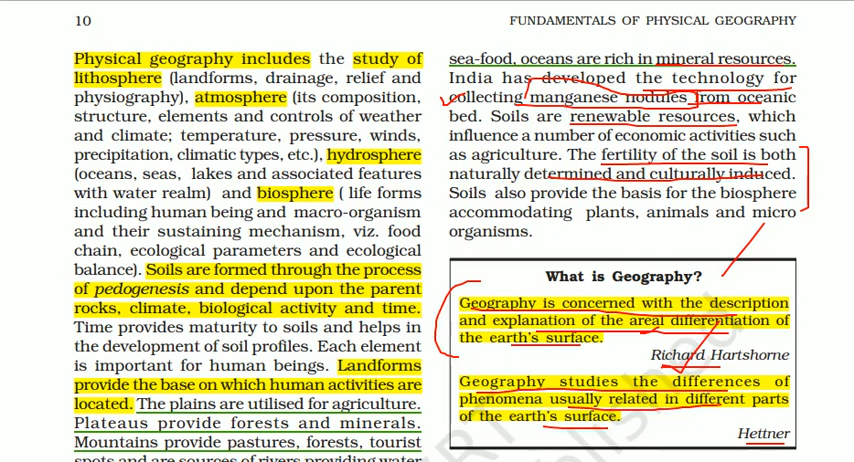 10
FUNDAMENTALS OF PHYSICAL GEOGRAPHY
Physical geography includes the study of
lithosphere (landforms, drainage, relief and
physiography), atmosphere (its composition,
structure, elements and controls of weather
and climate; temperature, pressure, winds,
precipitation, climatic types, etc.), hydrosphere
(oceans, seas, lakes and associated features
with water realm) and biosphere ( life forms
including human being and macro-organism
and their sustaining mechanism, viz. food
chain, ecological parameters and ecological
balance). Soils are formed through the process
of pedogenesis and depend upon the parent
rocks, climate, biological activity and time.
Time provides maturity to soils and helps in
the development of soil profiles. Each element
is important for human beings. Landforms
provide the base on which human activities are
located. The plains are utilised for agriculture.
Plateaus provide forests and minerals.
Mountains provide pastures, forests, tourist
spots and are sources of rivers providing water
sea-food, oceans are rich in mineral resources.
India has developed the technology for
collecting manganese nodules from oceanic
bed. Soils are renewable resources, which
influence a number of economic activities such
as agriculture. The fertility of the soil is both
naturally determined and culturally induced.
Soils also provide the basis for the biosphere
accommodating plants, animals and micro
organisms.
What is Geography?
Geography is concerned with the description
and explanation of the areal differentiation of
the earth's surface.
Richard Hartshorne
Geography studies the differences of
phenomena usually related in different parts
of the earth's surface.
Hettner